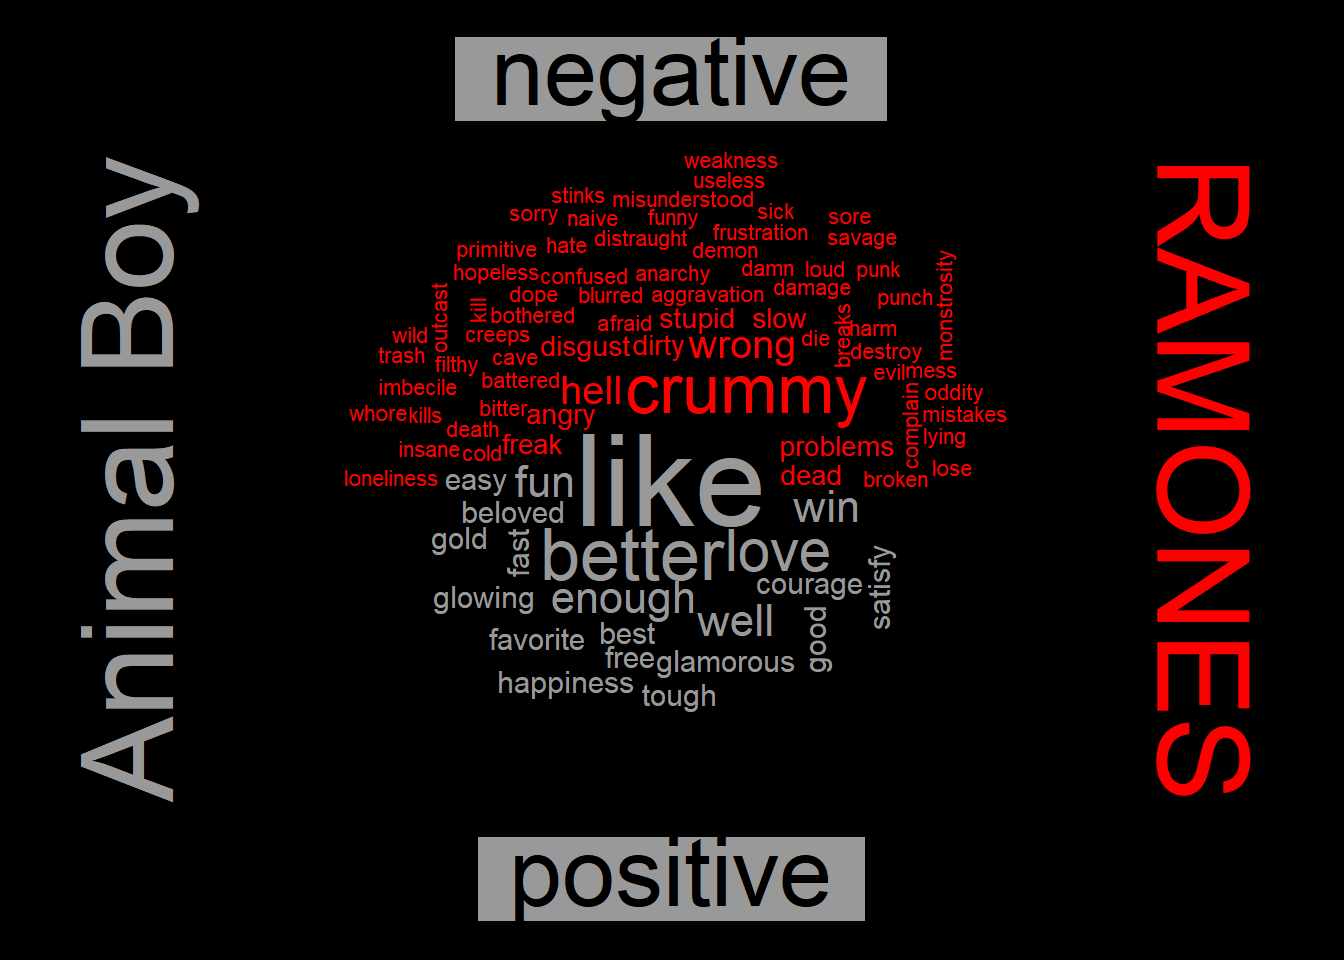 negative
Animal Boy
RAMONES
weakness
useless
stinks misunderstood
sorry naive funny sick sore
distraught frustration savage
primitive hate demon
hopeless confused anarchy damn loud punk
monstrosity
dope blurred aggravation damage punch
outcast kill bothered afraid stupid slow breaks harm
wild creeps disgust dirty wrong die destroy
trash filthy cave evil mess
imbecile battered hell crummy oddity
whore kills bitter angry complain mistakes
death lying
insane cold freak problems
loneliness dead broken lose
easy fun like win
beloved
gold fast better love
satisfy
glowing enough courage
well good
favorite best
free glamorous
happiness tough
positive